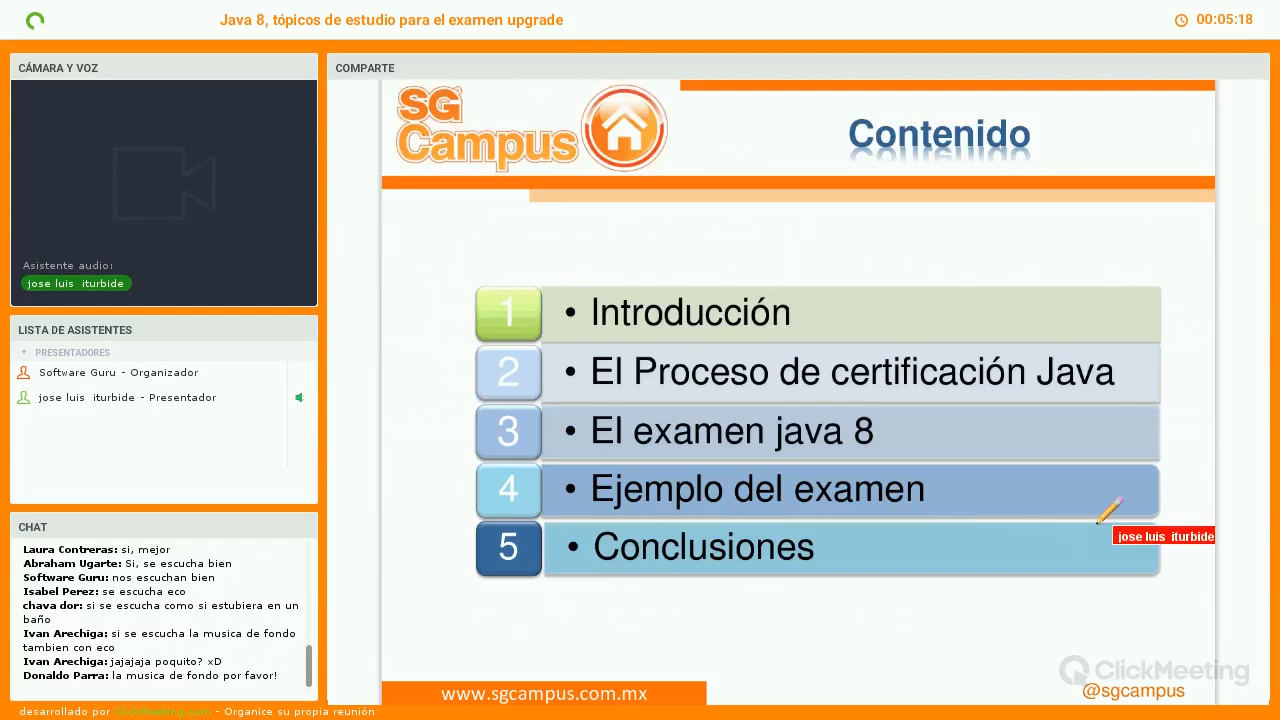 Java 8, tópicos de estudio para el examen upgrade
00:05:18
CÁMARA Y VOZ
Asistente audio:
jose luis iturbide
LISTA DE ASISTENTES
PRESENTADORES
Software Guru - Organizador
jose luis iturbide - Presentador
CHAT
Laura Contreras: si, mejor
Abraham Ugarte: Si, se escucha bien
Software Guru: nos escuchan bien
Isabel Perez: se escucha eco
chava dor: si se escucha como si estubiera en un
baño
Ivan Arechiga: si se escucha la musica de fondo
tambien con eco
Ivan Arechiga: jajajaja poquito? xD
Donaldo Parra: la musica de fondo por favor!
COMPARTE
SG
Campus
Contenido
1 • Introducción
2 • El Proceso de certificación Java
3 • El examen java 8
4 • Ejemplo del examen
5 • Conclusiones
jose luis iturbide
ClickMeeting
www.sgcampus.com.mx
@sgcampus
desarrollado por ClickMeeting.com - Organice su propia reunión